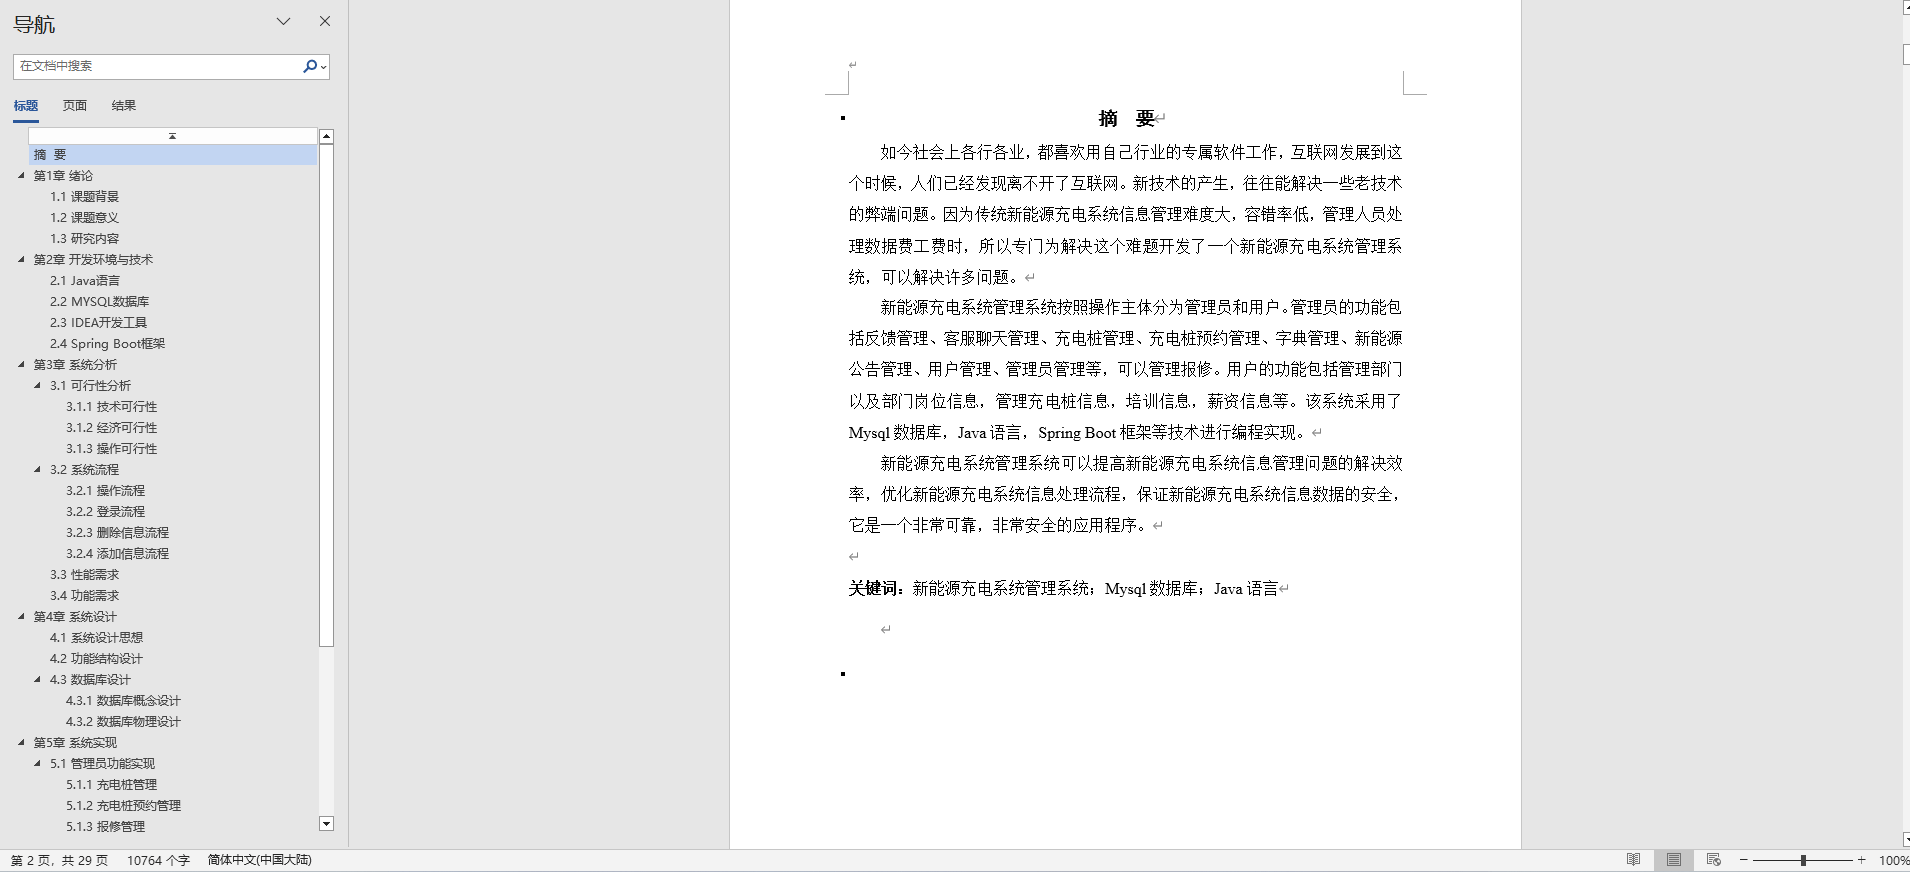 导航
在文档中搜索
标题 页面 结果
摘 要
第1章 绪论
1.1 课题背景
1.2 课题意义
1.3 研究内容
第2章 开发环境与技术
2.1 Java语言
2.2 MYSQL数据库
2.3 IDEA开发工具
2.4 Spring Boot框架
第3章 系统分析
3.1 可行性分析
3.1.1 技术可行性
3.1.2 经济可行性
3.1.3 操作可行性
3.2 系统流程
3.2.1 操作流程
3.2.2 登录流程
3.2.3 删除信息流程
3.2.4 添加信息流程
3.3 性能需求
3.4 功能需求
第4章 系统设计
4.1 系统设计思想
4.2 功能结构设计
4.3 数据库设计
4.3.1 数据库概念设计
4.3.2 数据库物理设计
第5章 系统实现
5.1 管理员功能实现
5.1.1 充电桩管理
5.1.2 充电桩预约管理
5.1.3 报修管理
摘 要
如今社会上各行各业，都喜欢用自己行业的专属软件工作，互联网发展到这
个时候，人们已经发现离不开了互联网。新技术的产生，往往能解决一些老技术
的弊端问题。因为传统新能源充电系统信息管理难度大，容错率低，管理人员处
理数据费工费时，所以专门为解决这个难题开发了一个新能源充电系统管理系
统，可以解决许多问题。
新能源充电系统管理系统按照操作主体分为管理员和用户。管理员的功能包
括反馈管理、客服聊天管理、充电桩管理、充电桩预约管理、字典管理、新能源
公告管理、用户管理、管理员管理等，可以管理报修。用户的功能包括管理部门
以及部门岗位信息，管理充电桩信息，培训信息，薪资信息等。该系统采用了
Mysql 数据库，Java 语言，Spring Boot 框架等技术进行编程实现。
新能源充电系统管理系统可以提高新能源充电系统信息管理问题的解决效
率，优化新能源充电系统信息处理流程，保证新能源充电系统信息数据的安全，
它是一个非常可靠，非常安全的应用程序。
关键词：新能源充电系统管理系统；Mysql 数据库；Java 语言
第 2 页，共 29 页 10764 个字 简体中文(中国大陆) 100%